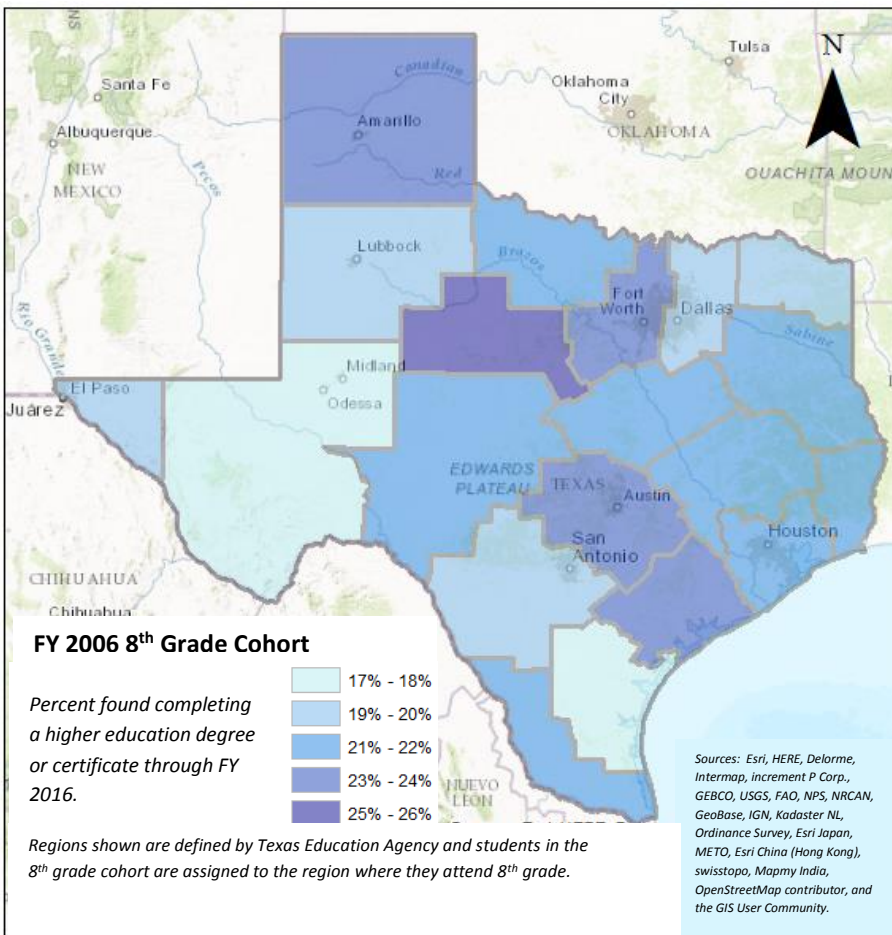 NS
Tulsa
N
Santa Fe
Canadian
Oklahoma
City
Amarillo
OKLAHOMA
Albuquerque
NEW
MEXICO
Pecos
Red
OUACHITA MOUN
Lubbock
Brazos
Fort
Worth
Dallas
Sabine
Rio Grande
Midland
El Paso
Juárez
Odessa
EDWARDS
PLATEAU
TEXAS
Austin
Houston
San
Antonio
CHIHUAHUA
Chihuahua
FY 2006 8th Grade Cohort
Percent found completing
a higher education degree
or certificate through FY
2016.
17% - 18%
19% - 20%
21% - 22%
23% - 24%
25% - 26%
NUEVO
LEÓN
Regions shown are defined by Texas Education Agency and students in the
8th grade cohort are assigned to the region where they attend 8th grade.
Sources: Esri, HERE, Delorme,
Intermap, increment P Corp.,
GEBCO, USGS, FAO, NPS, NRCAN,
GeoBase, IGN, Kadaster NL,
Ordinance Survey, Esri Japan,
METO, Esri China (Hong Kong),
swisstopo, Mapmy India,
OpenStreetMap contributor, and
the GIS User Community.